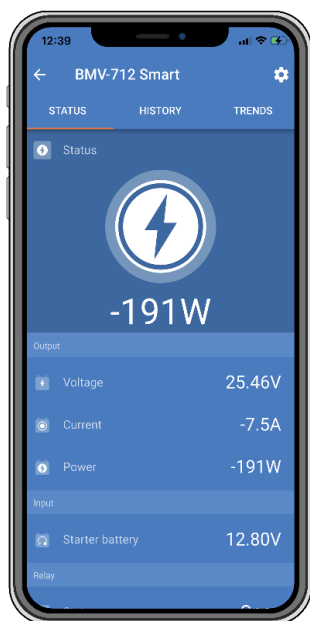 12:39
BMV-712 Smart
STATUS HISTORY TRENDS
Status
-191W
Output
Voltage 25.46V
Current -7.5A
Power -191W
Input
Starter battery 12.80V
Relay